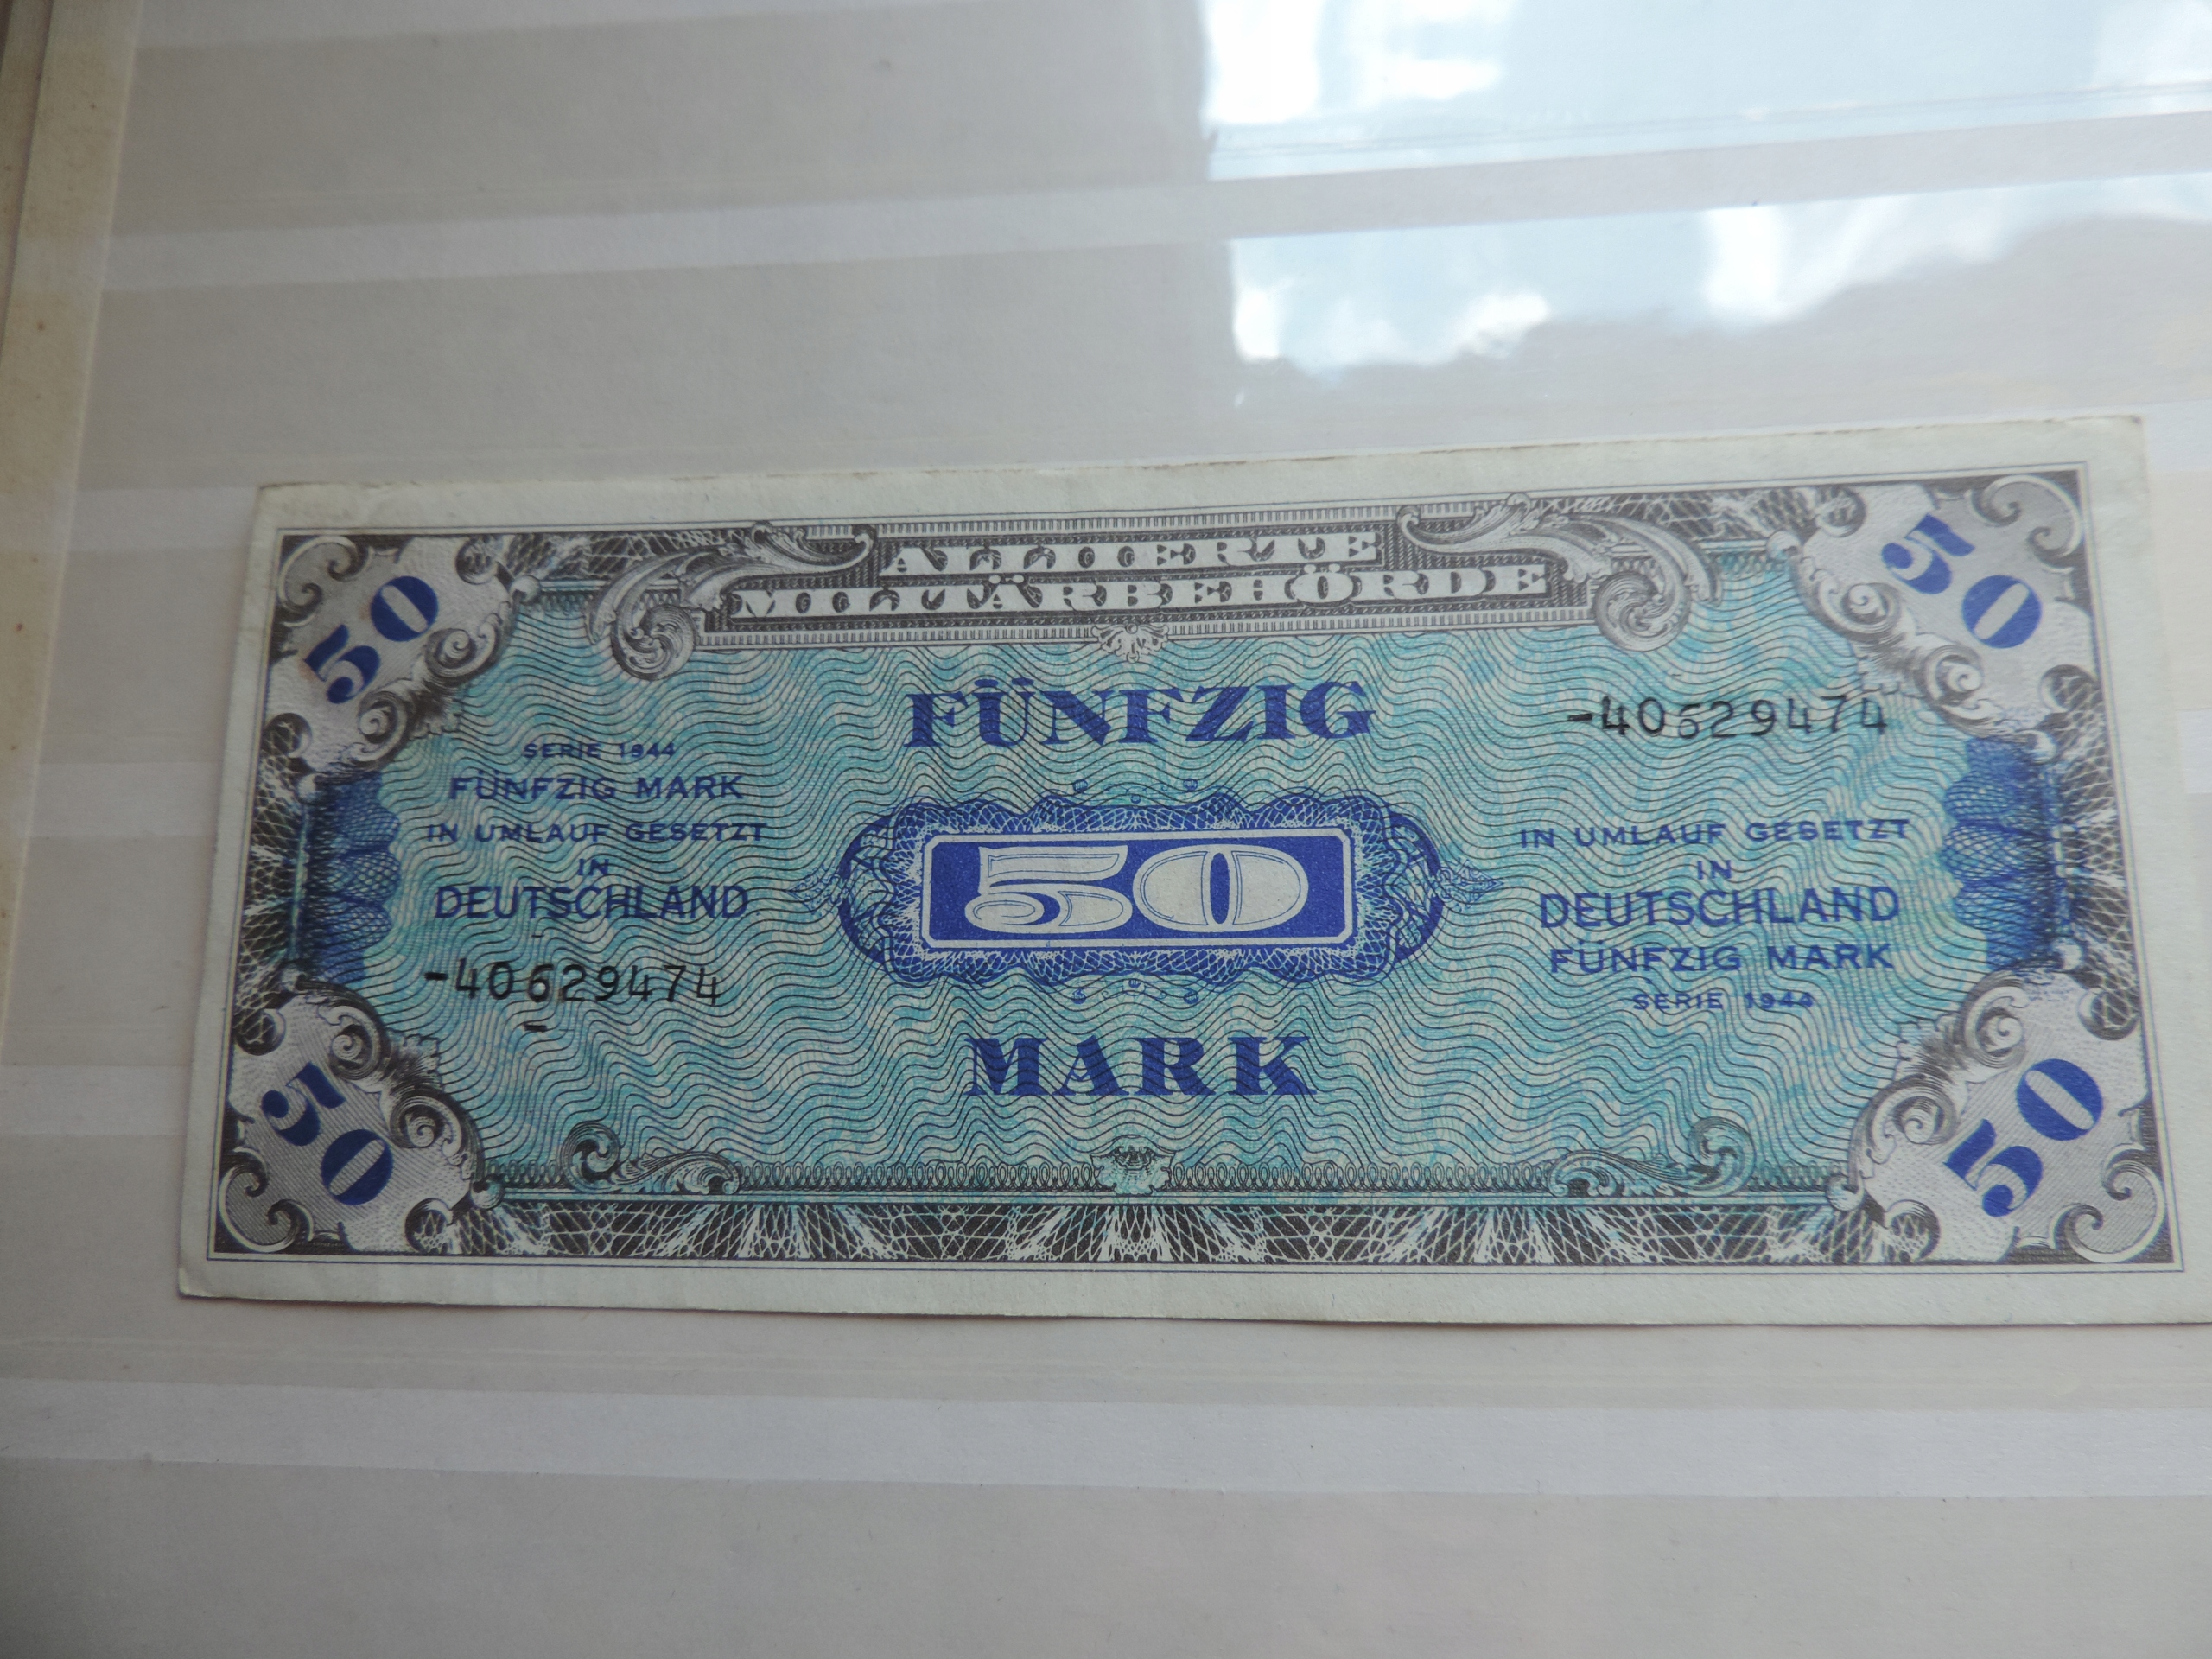 ALLIIERTE
MILITÄRBEHÖRDE
50
50
FÜNFZIG
-40629474
SERIE 1944
FÜNFZIG MARK
IN UMLAUF GESETZT
IN
DEUTSCHLAND
-40629474
50
IN UMLAUF GESETZT
IN
DEUTSCHLAND
FÜNFZIG MARK
SERIE 1944
MARK
50
50